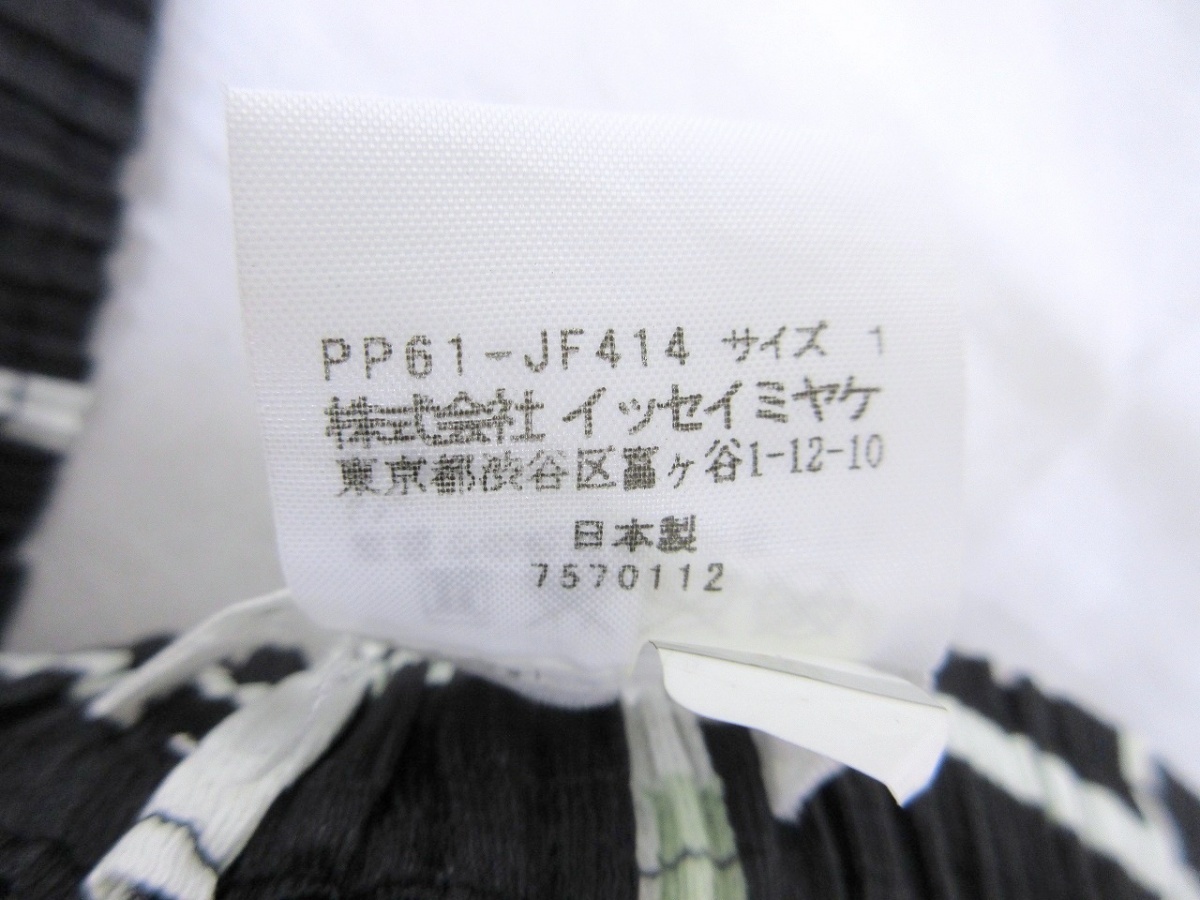 PP61-JF414 サイズ 1
株式会社 イッセイミヤケ
東京都渋谷区富ヶ谷1-12-10
日本製
7570112